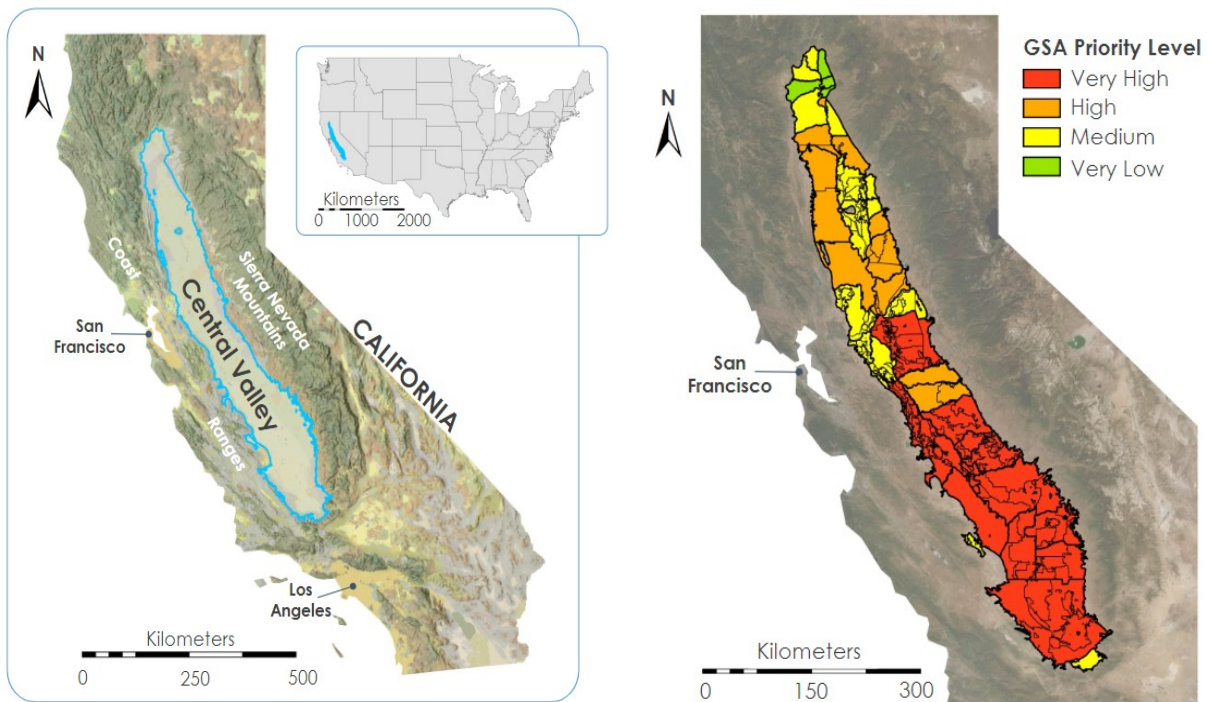 N
Kilometers
0 1000 2000
Coast
Ranges
Sierra Nevada
Mountains
Central Valley
CALIFORNIA
San
Francisco
Los
Angeles
Kilometers
0 250 500
GSA Priority Level
Very High
High
Medium
Very Low
N
San
Francisco
Kilometers
0 150 300